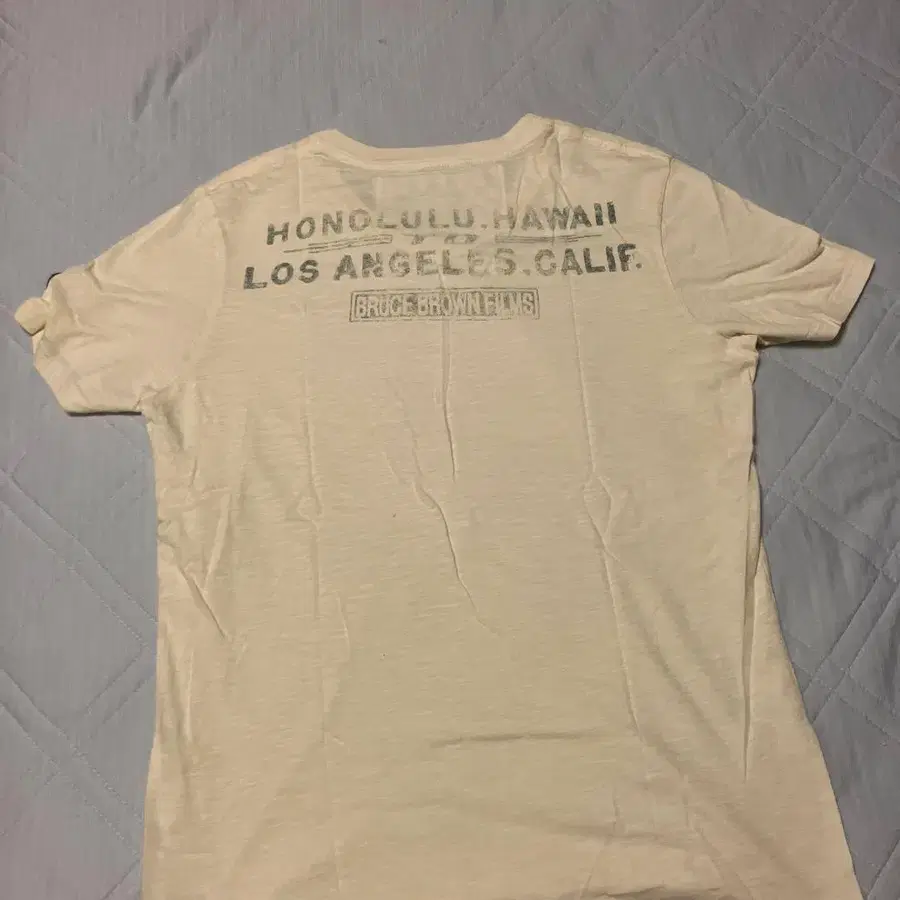 HONOLULU.HAWAII
TO
LOS ANGELES.CALIF.
BRUCE BROWN FILMS